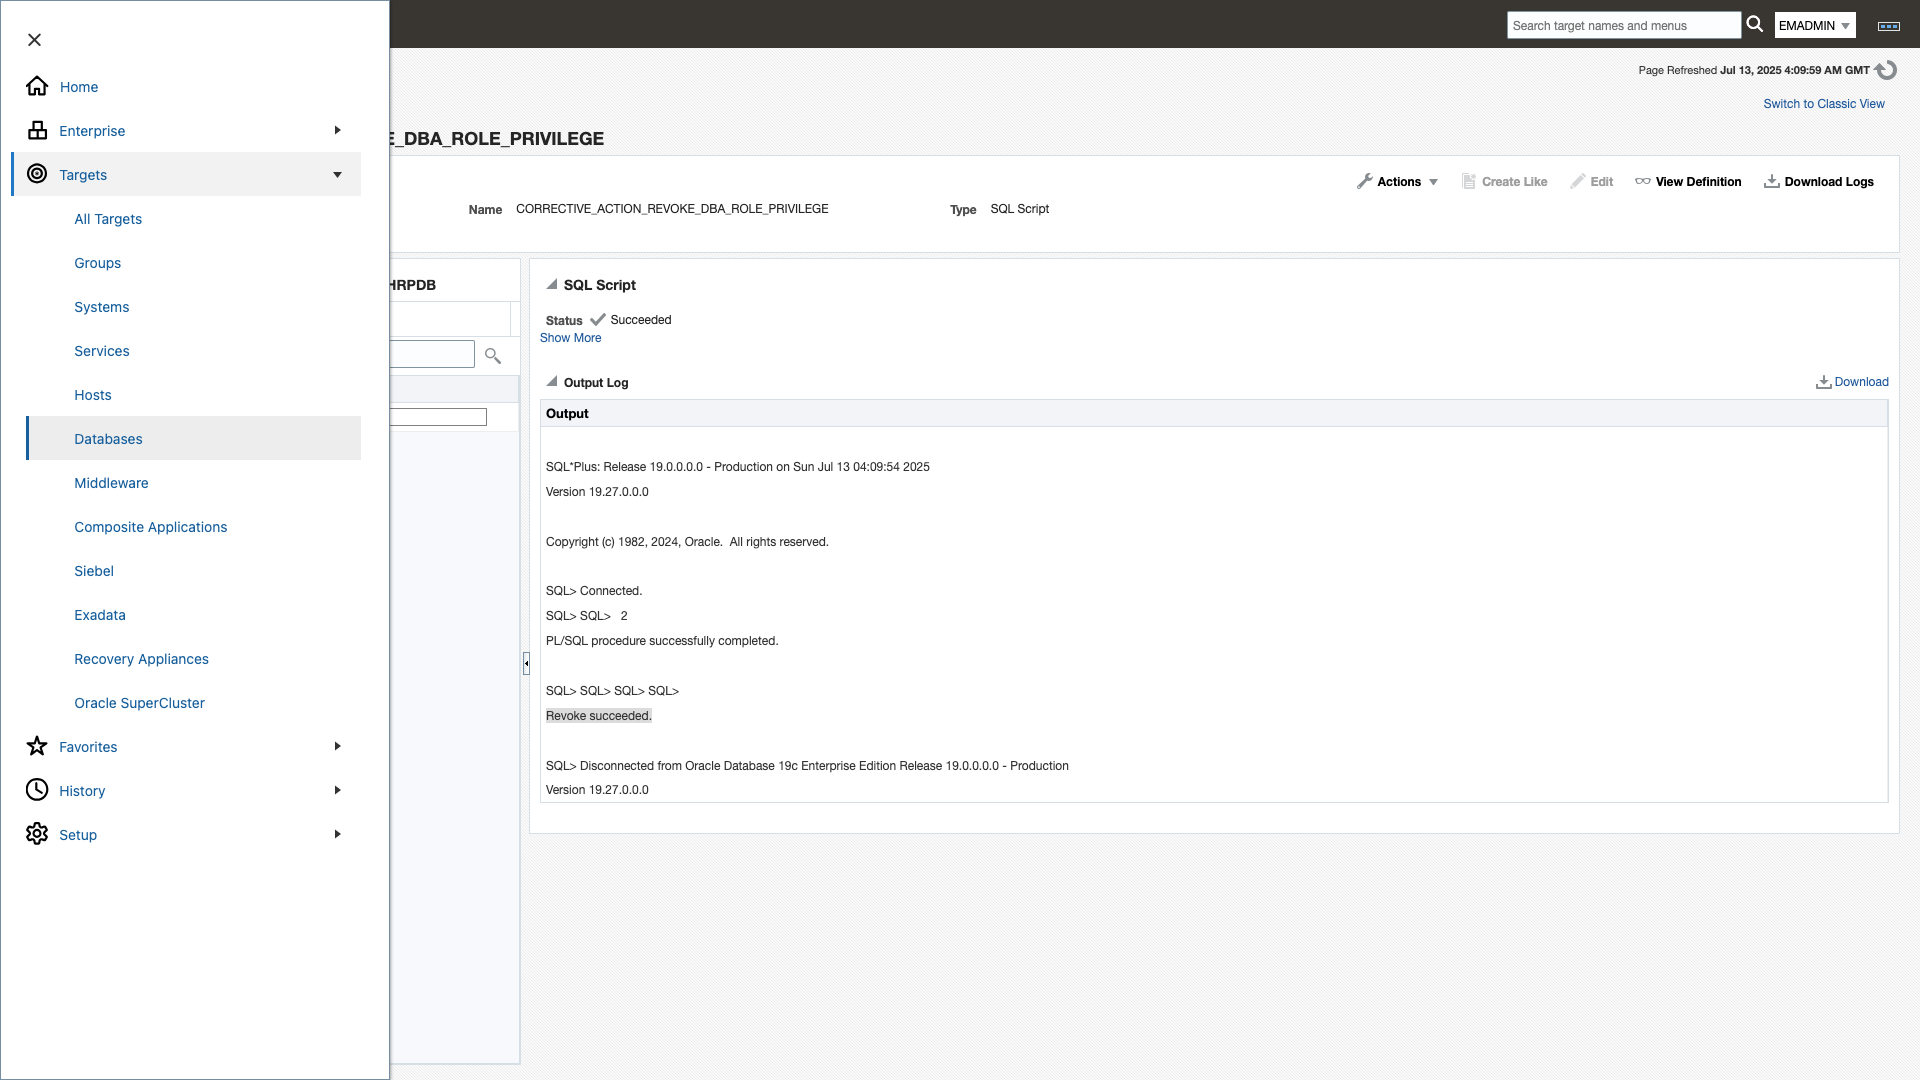 Home
Enterprise
Targets
All Targets
Groups
Systems
Services
Hosts
Databases
Middleware
Composite Applications
Siebel
Exadata
Recovery Appliances
Oracle SuperCluster
Favorites
History
Setup
Search target names and menus
EMADMIN
Page Refreshed Jul 13, 2025 4:09:59 AM GMT
Switch to Classic View
_DBA_ROLE_PRIVILEGE
Actions
Create Like
Edit
View Definition
Download Logs
Name CORRECTIVE_ACTION_REVOKE_DBA_ROLE_PRIVILEGE
Type SQL Script
HRPDB
SQL Script
Status Succeeded
Show More
Output Log
Download
Output
SQL*Plus: Release 19.0.0.0.0 - Production on Sun Jul 13 04:09:54 2025
Version 19.27.0.0.0
Copyright (c) 1982, 2024, Oracle.  All rights reserved.
SQL> Connected.
SQL> SQL>   2
PL/SQL procedure successfully completed.
SQL> SQL> SQL> SQL>
Revoke succeeded.
SQL> Disconnected from Oracle Database 19c Enterprise Edition Release 19.0.0.0.0 - Production
Version 19.27.0.0.0